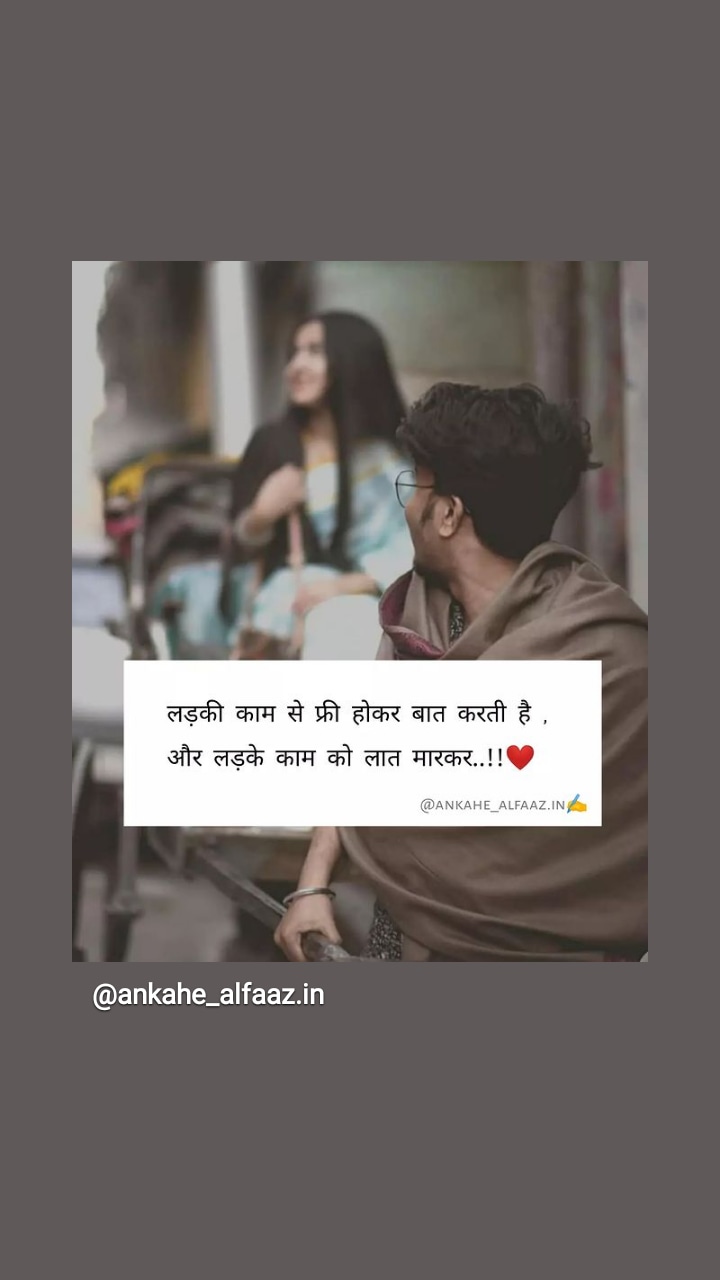 लड़की काम से फ्री होकर बात करती है ,
और लड़के काम को लात मारकर..!!❤️
@ANKAHE_ALFAAZ.IN✍️
@ankahe_alfaaz.in